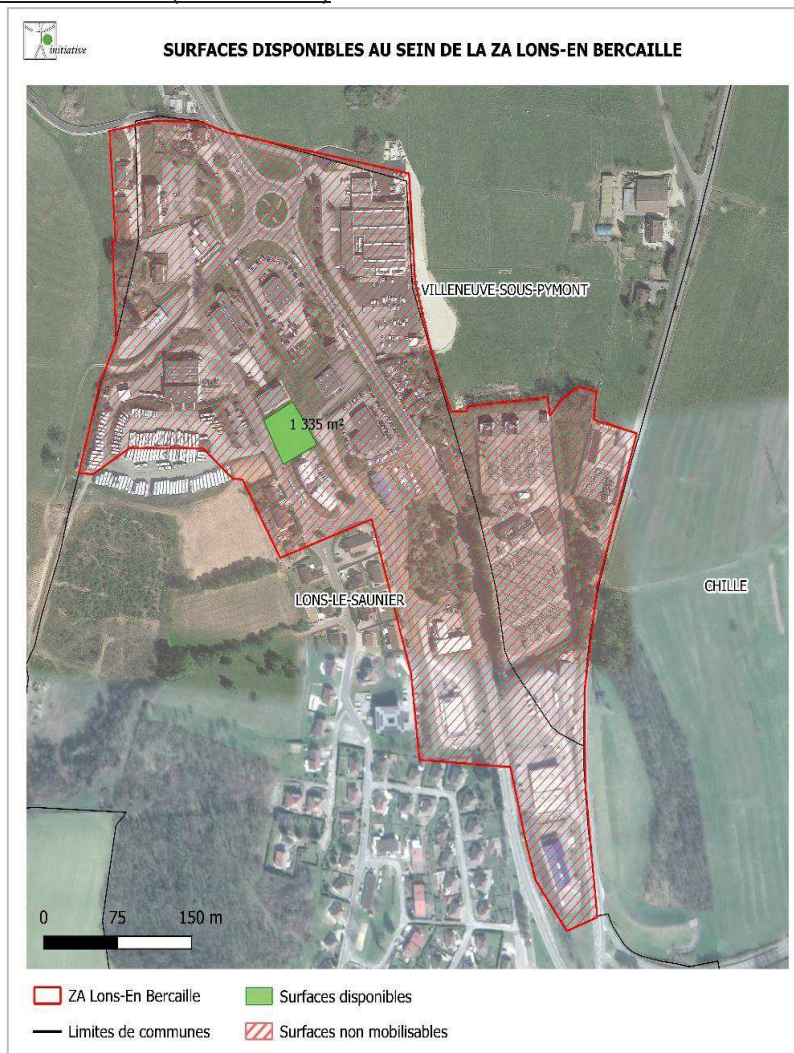 initiative
SURFACES DISPONIBLES AU SEIN DE LA ZA LONS-EN BERCAILLE
VILLENEUVE-SOUS-PYMONT
1 335 m²
CHILLE
LONS-LE-SAUNIER
0 75 150 m
ZA Lons-En Bercaille
Surfaces disponibles
Limites de communes
Surfaces non mobilisables